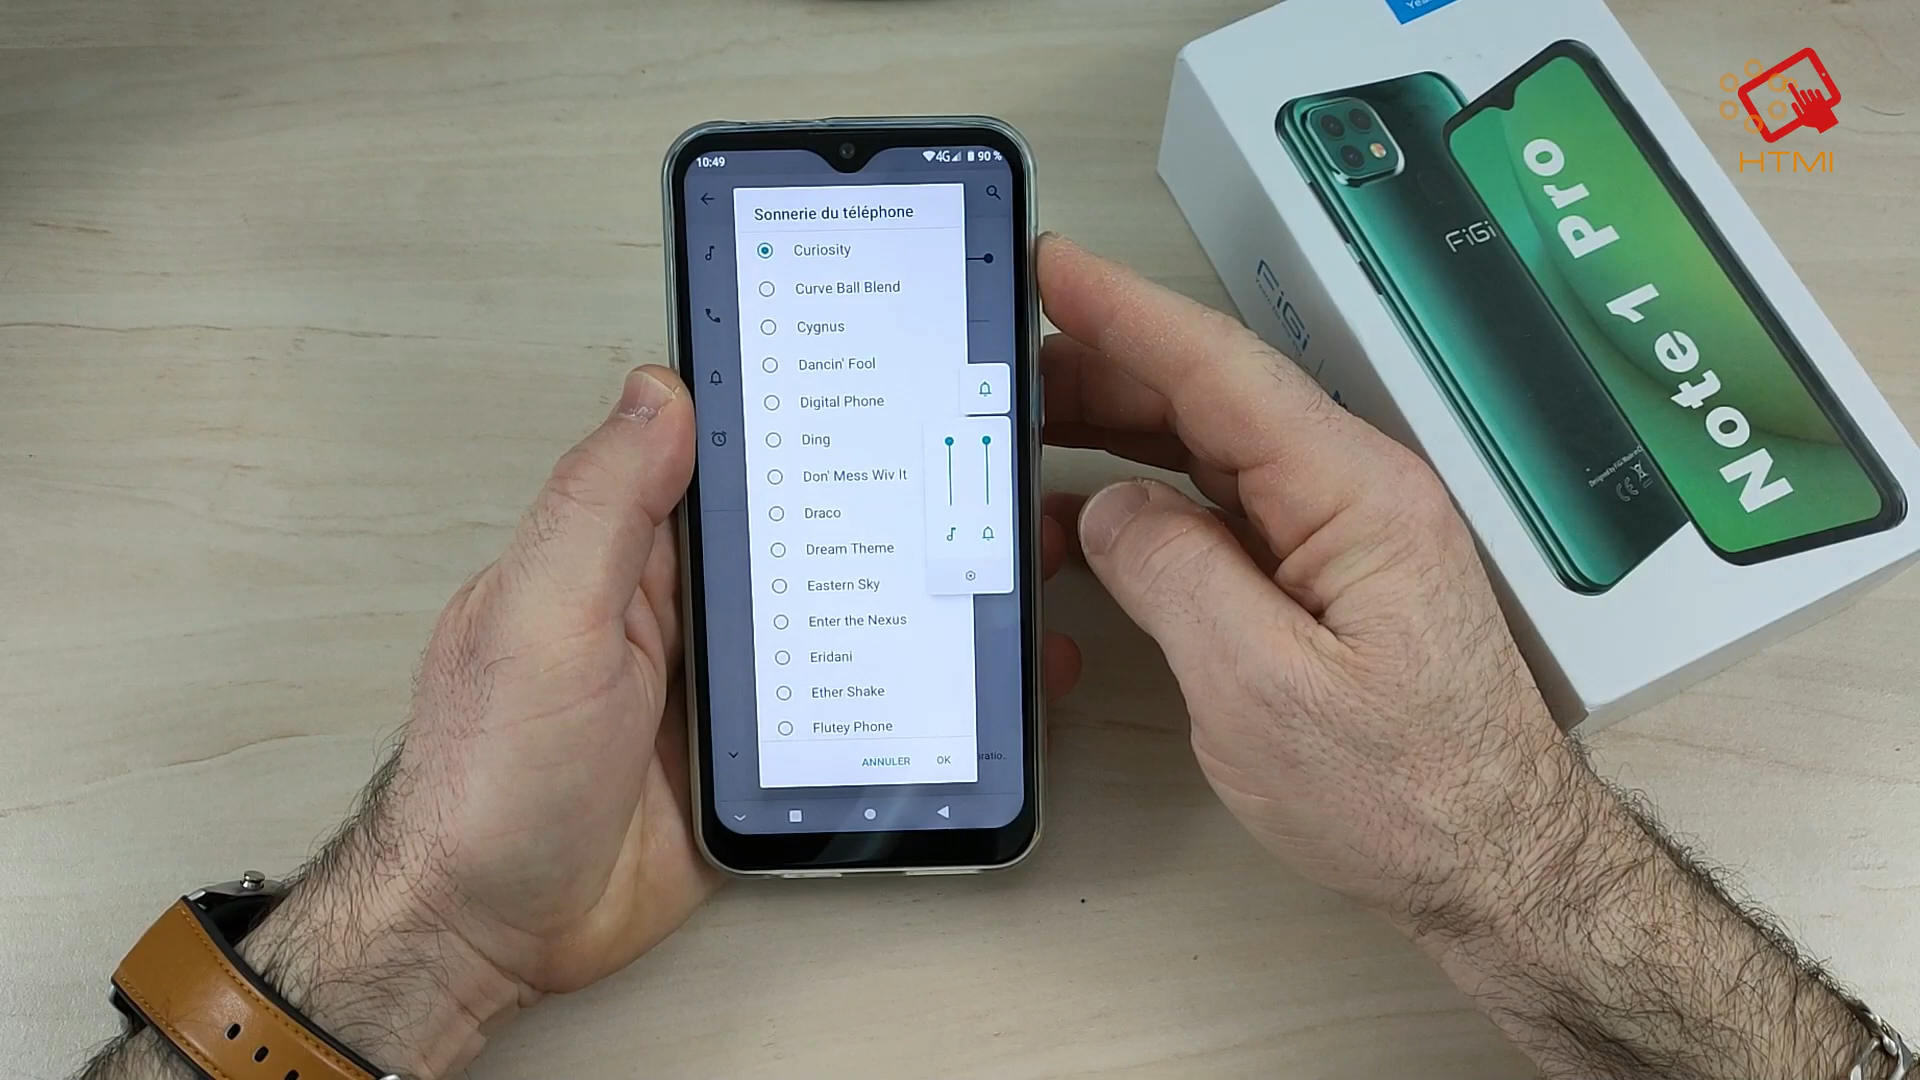 10:49
4G
90 %
Sonnerie du téléphone
Curiosity
Curve Ball Blend
Cygnus
Dancin' Fool
Digital Phone
Ding
Don' Mess Wiv It
Draco
Dream Theme
Eastern Sky
Enter the Nexus
Eridani
Ether Shake
Flutey Phone
ANNULER
OK
FiGi
FiGi
Note 1 Pro
CE
HTMI